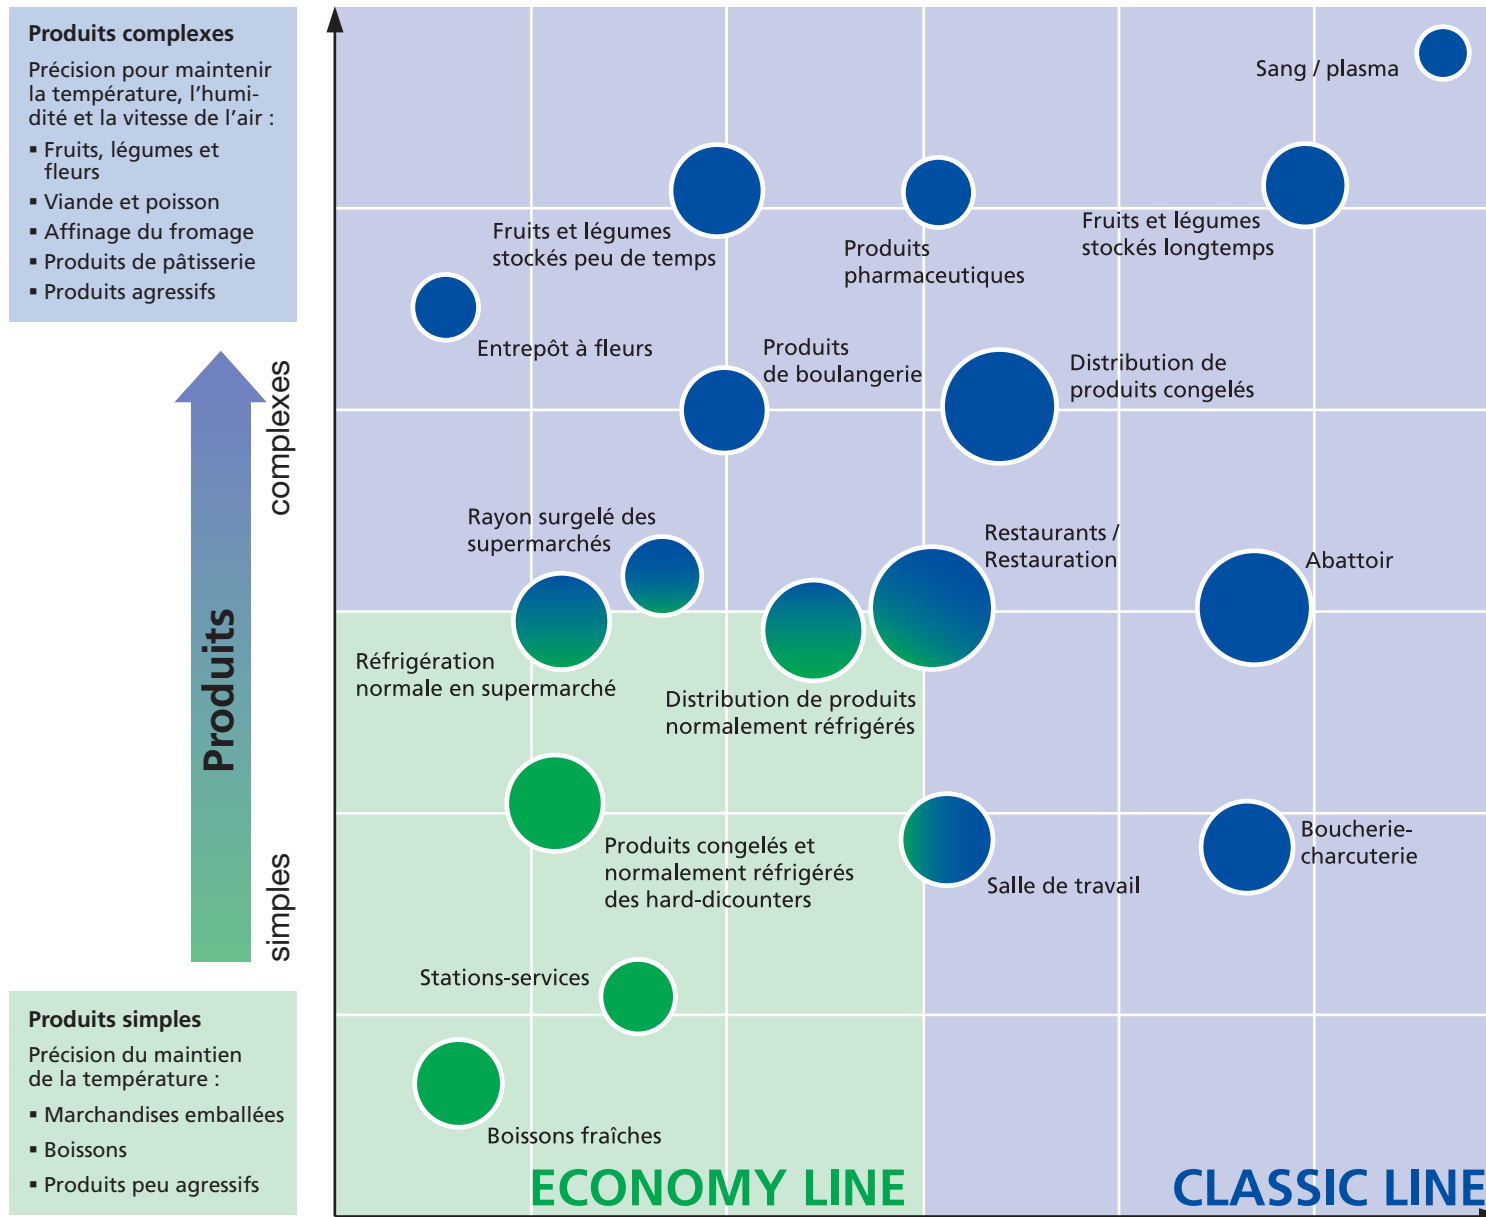 Produits complexes
Précision pour maintenir
la température, l'humi-
dité et la vitesse de l'air :
▪ Fruits, légumes et
fleurs
▪ Viande et poisson
▪ Affinage du fromage
▪ Produits de pâtisserie
▪ Produits agressifs
complexes
Produits
simples
Produits simples
Précision du maintien
de la température :
▪ Marchandises emballées
▪ Boissons
▪ Produits peu agressifs
Sang / plasma
Fruits et légumes
stockés peu de temps
Produits
pharmaceutiques
Fruits et légumes
stockés longtemps
Entrepôt à fleurs
Produits
de boulangerie
Distribution de
produits congelés
Rayon surgelé des
supermarchés
Restaurants /
Restauration
Abattoir
Réfrigération
normale en supermarché
Distribution de produits
normalement réfrigérés
Produits congelés et
normalement réfrigérés
des hard-dicounters
Salle de travail
Boucherie-
charcuterie
Stations-services
Boissons fraîches
ECONOMY LINE
CLASSIC LINE